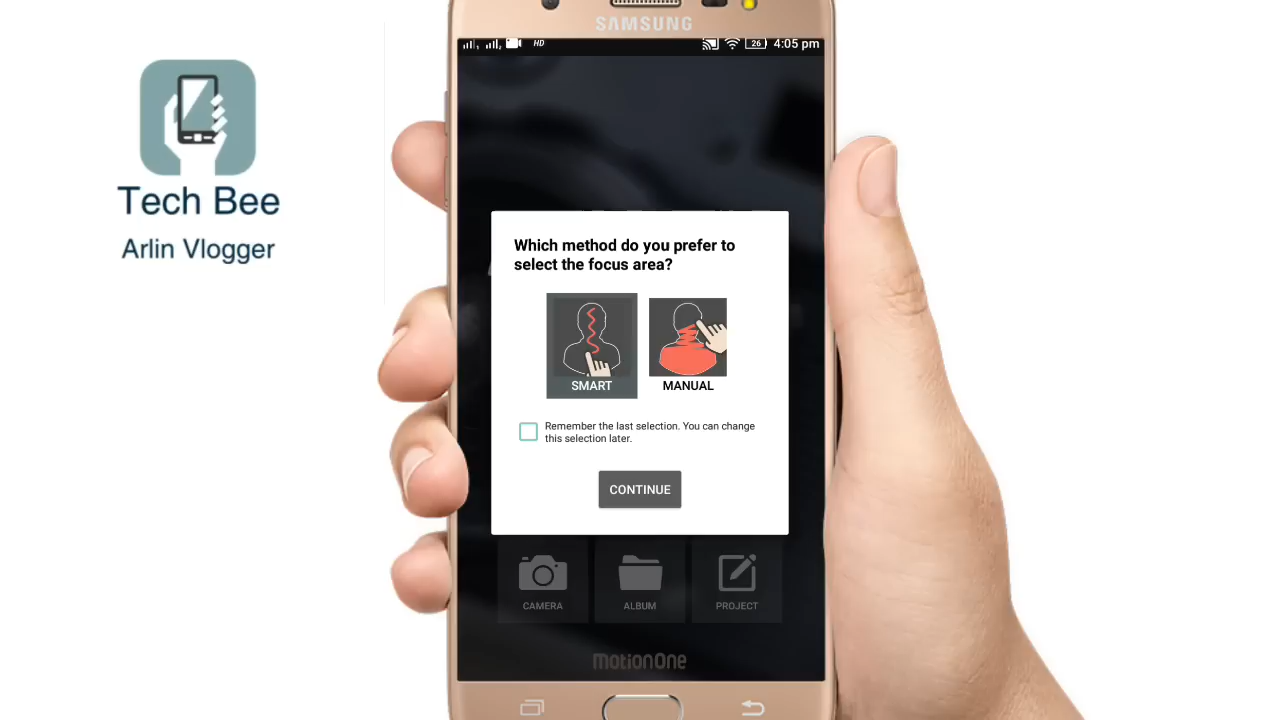 SAMSUNG
HD
26
4:05 pm
Tech Bee
Arlin Vlogger
Which method do you prefer to
select the focus area?
SMART
MANUAL
Remember the last selection. You can change
this selection later.
CONTINUE
CAMERA
ALBUM
PROJECT
MotionOne